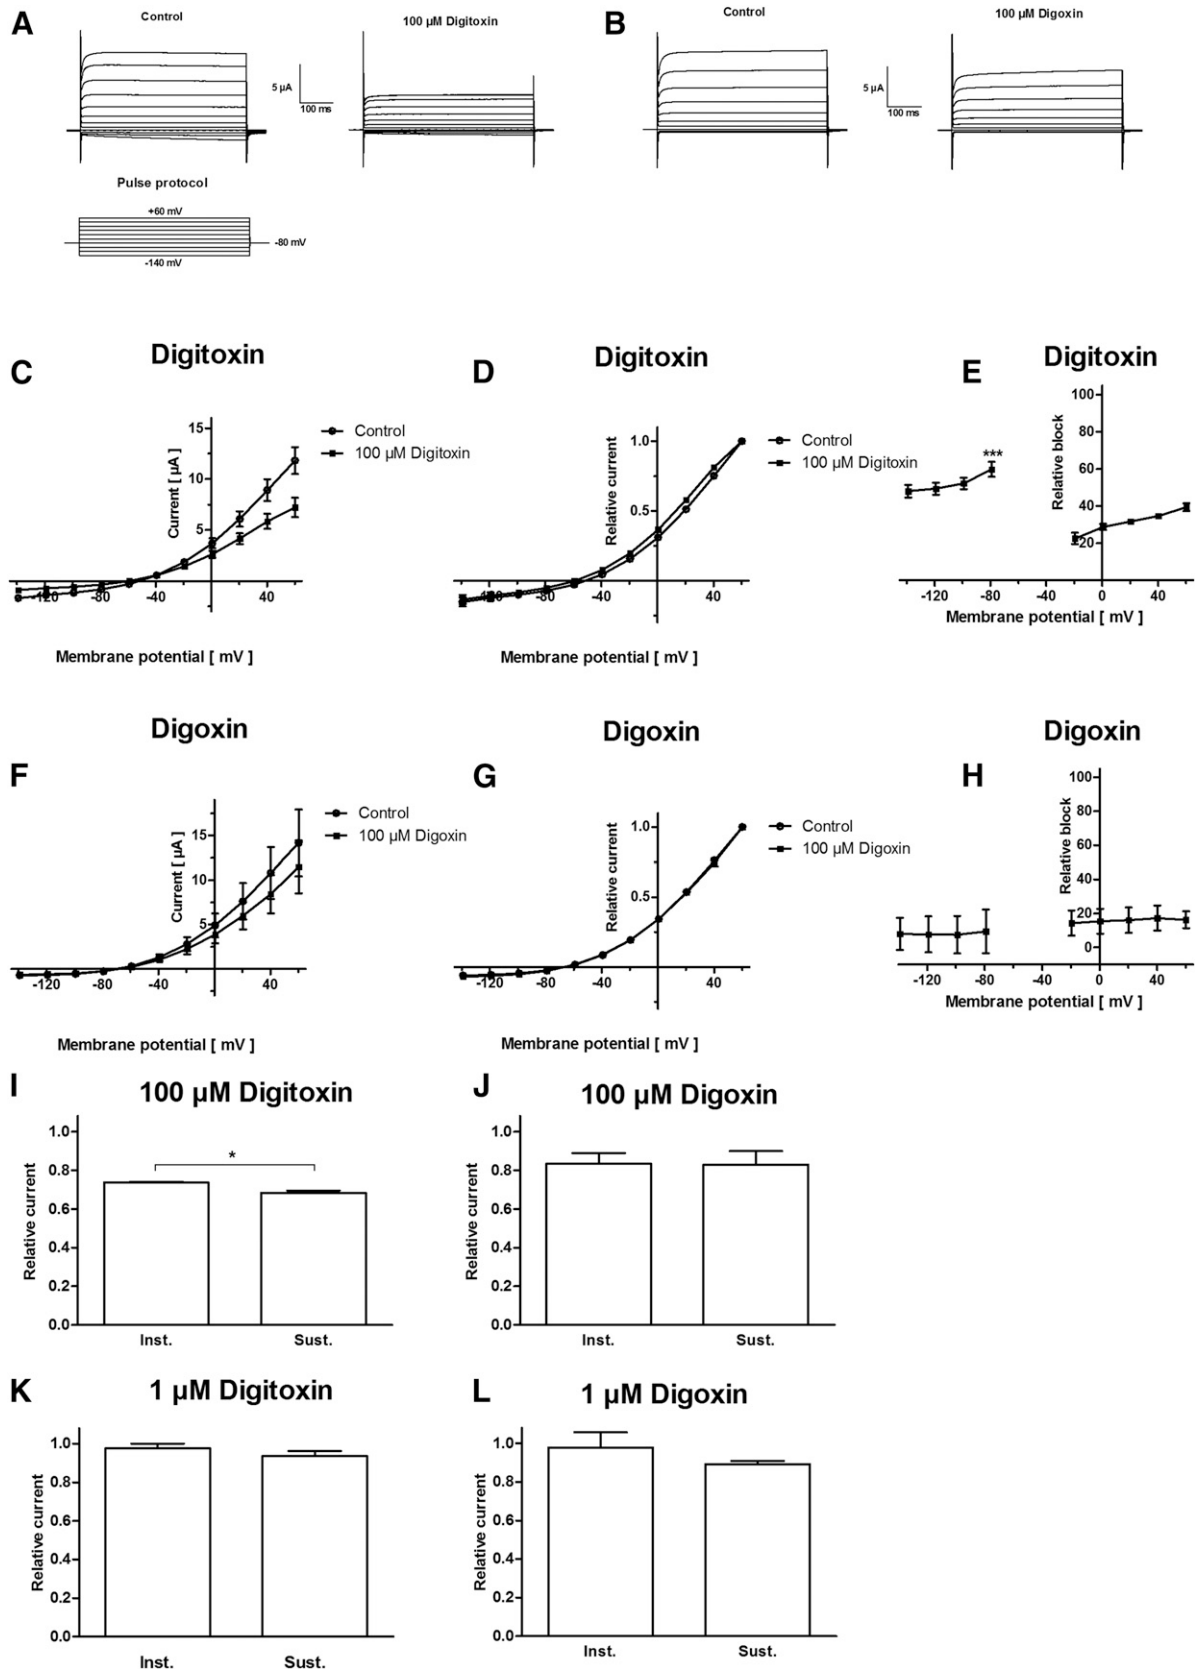 A
Control
100 µM Digitoxin
5 µA
100 ms
B
Control
100 µM Digoxin
5 µA
100 ms
Pulse protocol
+60 mV
-80 mV
-140 mV
C
Digitoxin
Current [ µA ]
15
10
5
-120
-80
-40
40
Control
100 µM Digitoxin
Membrane potential [ mV ]
D
Digitoxin
Relative current
1.0
0.5
-120
-80
-40
40
Control
100 µM Digitoxin
Membrane potential [ mV ]
E
Digitoxin
Relative block
100
80
60
40
20
***
-120
-80
-40
0
40
Membrane potential [ mV ]
F
Digoxin
Current [ µA ]
15
10
5
-120
-80
-40
40
Control
100 µM Digoxin
Membrane potential [ mV ]
G
Digoxin
Relative current
1.0
0.5
-120
-80
-40
40
Control
100 µM Digoxin
Membrane potential [ mV ]
H
Digoxin
Relative block
100
80
60
40
20
0
-120
-80
-40
0
40
Membrane potential [ mV ]
I
100 µM Digitoxin
Relative current
1.0
0.8
0.6
0.4
0.2
0.0
*
Inst.
Sust.
J
100 µM Digoxin
Relative current
1.0
0.8
0.6
0.4
0.2
0.0
Inst.
Sust.
K
1 µM Digitoxin
Relative current
1.0
0.8
0.6
0.4
0.2
0.0
Inst.
Sust.
L
1 µM Digoxin
Relative current
1.0
0.8
0.6
0.4
0.2
0.0
Inst.
Sust.